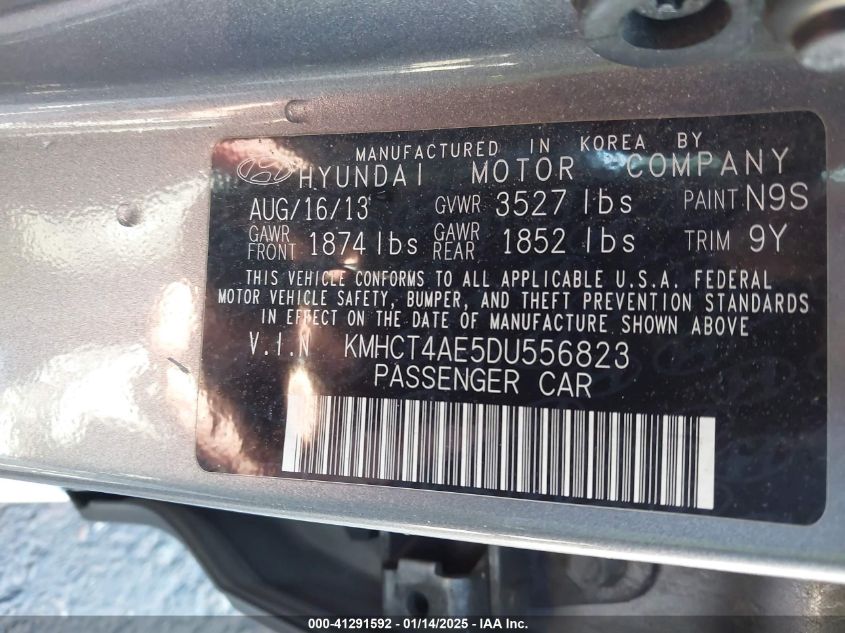 MANUFACTURED IN KOREA BY
HYUNDAI MOTOR COMPANY
AUG/16/13 GVWR 3527 lbs PAINT N9S
GAWR FRONT 1874 lbs GAWR REAR 1852 lbs TRIM 9Y
THIS VEHICLE CONFORMS TO ALL APPLICABLE U.S.A. FEDERAL
MOTOR VEHICLE SAFETY, BUMPER, AND THEFT PREVENTION STANDARDS
IN EFFECT ON THE DATE OF MANUFACTURE SHOWN ABOVE
V.I.N KMHCT4AE5DU556823
PASSENGER CAR
000-41291592 - 01/14/2025 - IAAI.com